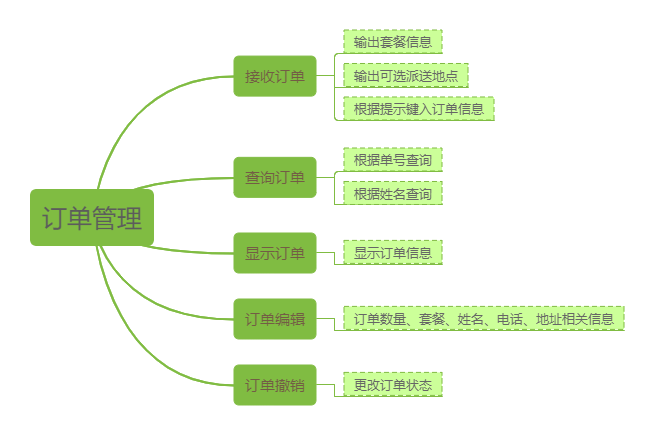 订单管理
接收订单
输出套餐信息
输出可选派送地点
根据提示键入订单信息
查询订单
根据单号查询
根据姓名查询
显示订单
显示订单信息
订单编辑
订单数量、套餐、姓名、电话、地址相关信息
订单撤销
更改订单状态